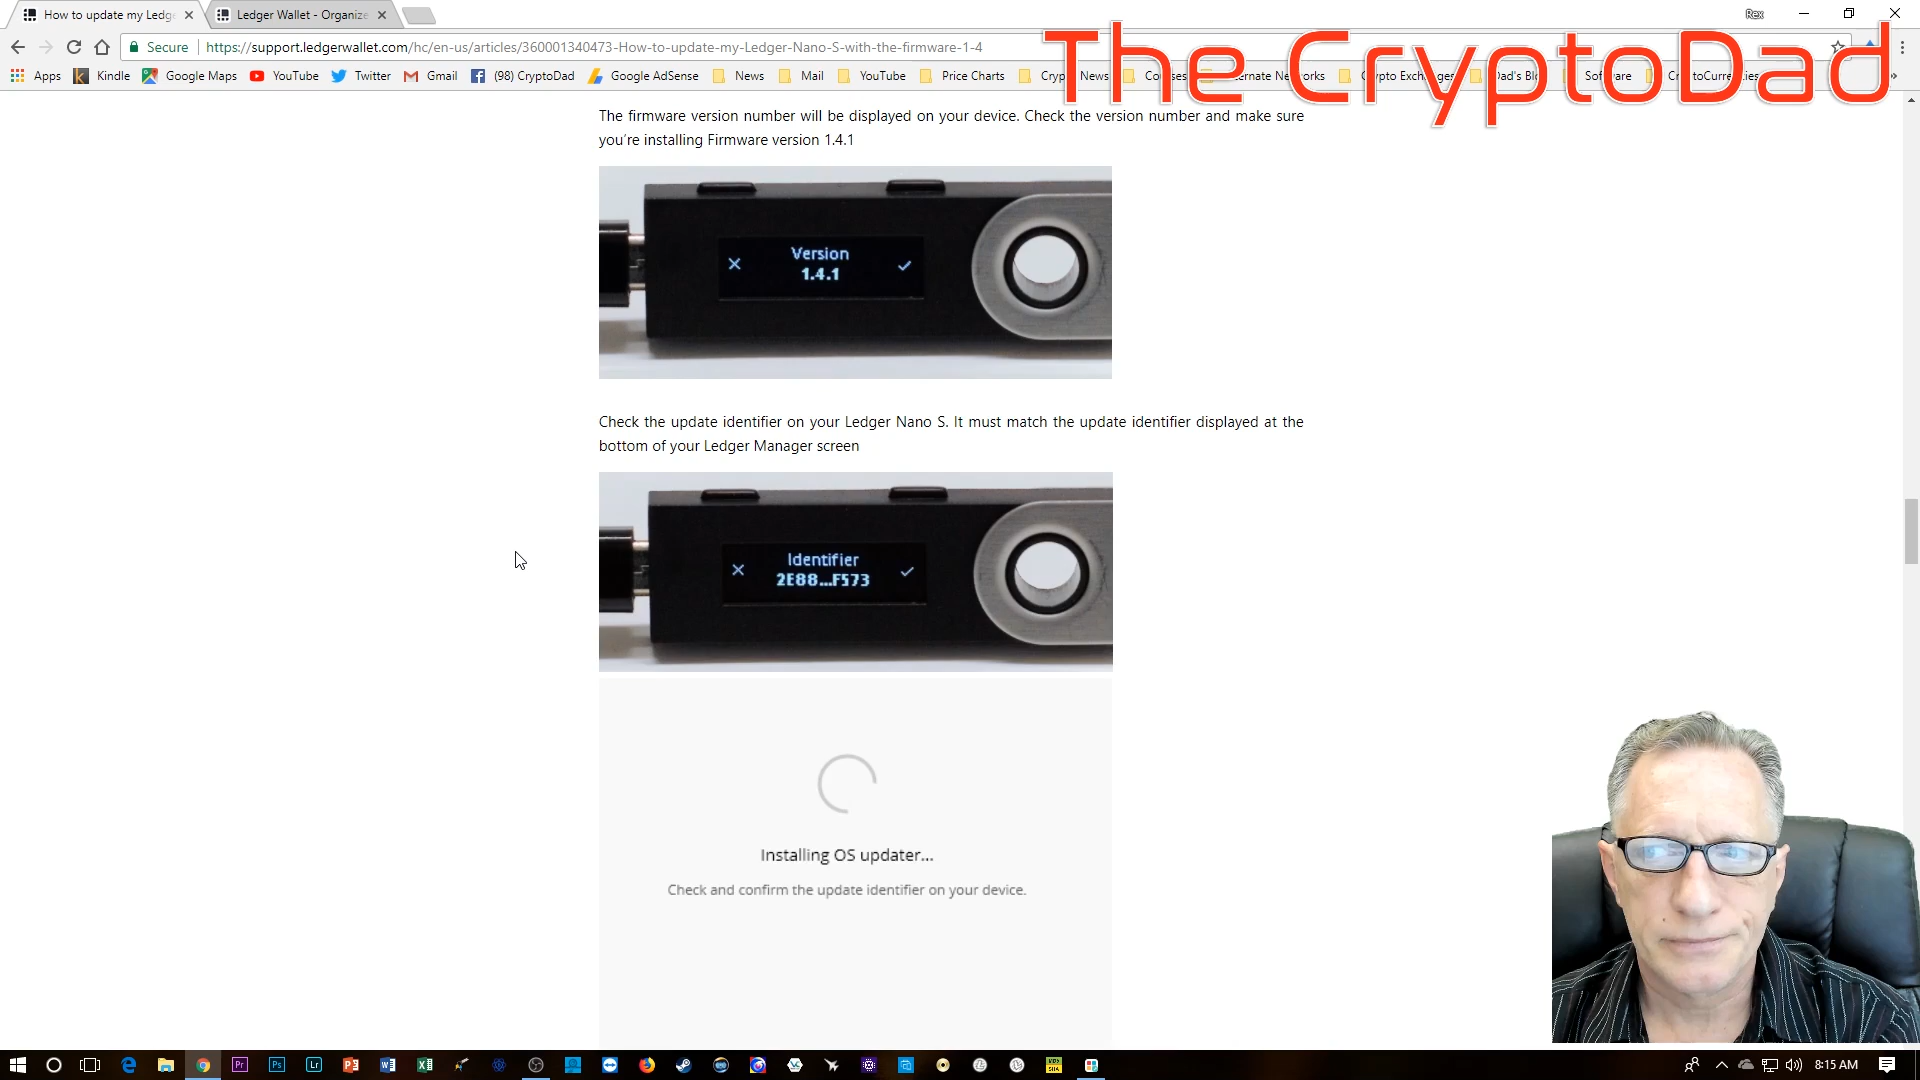 How to update my Ledg
Ledger Wallet - Organize
Rex
Secure
https://support.ledgerwallet.com/hc/en-us/articles/360001340473-How-to-update-my-Ledger-Nano-S-with-the-firmware-1-4
The CryptoDad
Apps
Kindle
Google Maps
YouTube
Twitter
Gmail
(98) CryptoDad
Google AdSense
News
Mail
YouTube
Price Charts
News
Software
The firmware version number will be displayed on your device. Check the version number and make sure
you're installing Firmware version 1.4.1
Version
1.4.1
Check the update identifier on your Ledger Nano S. It must match the update identifier displayed at the
bottom of your Ledger Manager screen
Identifier
2E88...F573
Installing OS updater...
Check and confirm the update identifier on your device.
8:15 AM